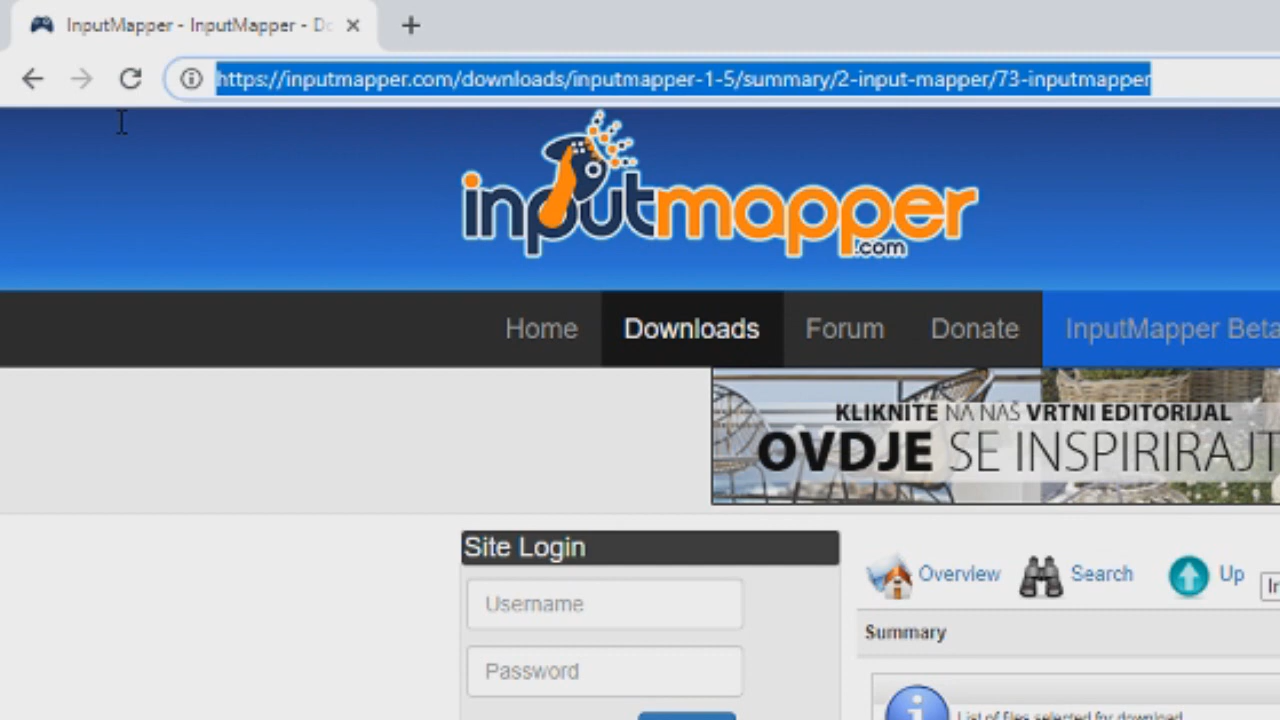 InputMapper - InputMapper - Do
https://inputmapper.com/downloads/inputmapper-1-5/summary/2-input-mapper/73-inputmapper
inputmapper
.com
Home Downloads Forum Donate InputMapper Beta
KLIKNITE NA NAŠ VRTNI EDITORIJAL
OVDJE SE INSPIRIRAJT
Site Login
Overview Search Up
Username
Summary
Password
List of files selected for download